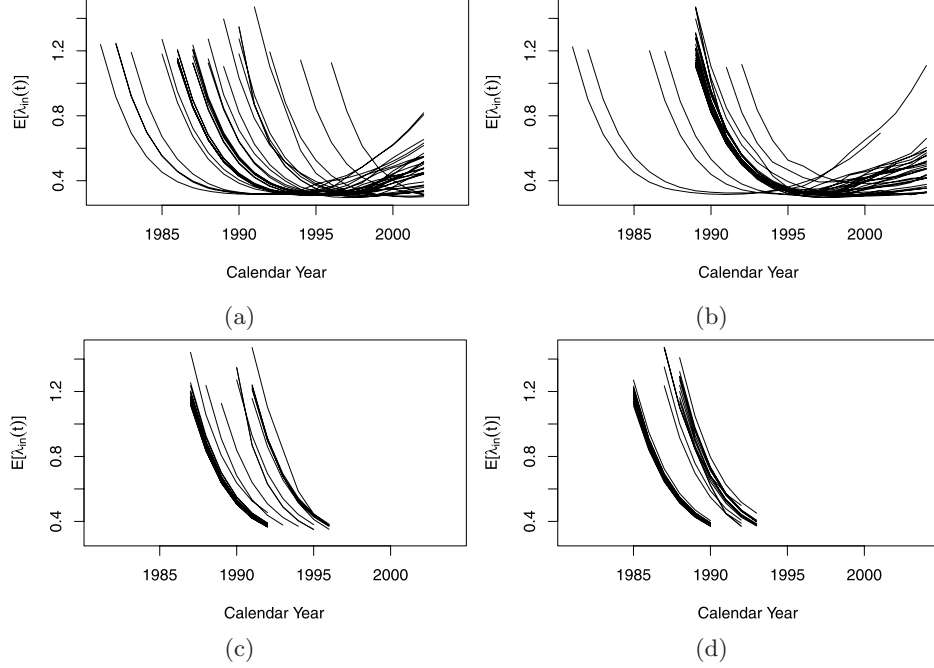 E[λin(t)]
0.4 0.8 1.2
1985 1990 1995 2000
Calendar Year
(a)
E[λin(t)]
0.4 0.8 1.2
1985 1990 1995 2000
Calendar Year
(b)
E[λin(t)]
0.4 0.8 1.2
1985 1990 1995 2000
Calendar Year
(c)
E[λin(t)]
0.4 0.8 1.2
1985 1990 1995 2000
Calendar Year
(d)